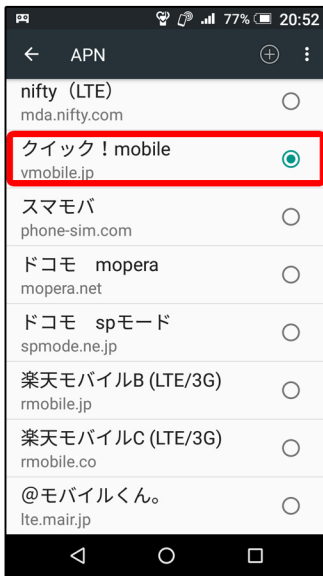 77% 20:52
APN
nifty（LTE）
mda.nifty.com
クイック！mobile
vmobile.jp
スマモバ
phone-sim.com
ドコモ　mopera
mopera.net
ドコモ　spモード
spmode.ne.jp
楽天モバイルB (LTE/3G)
rmobile.jp
楽天モバイルC (LTE/3G)
rmobile.co
@モバイルくん。
lte.mair.jp